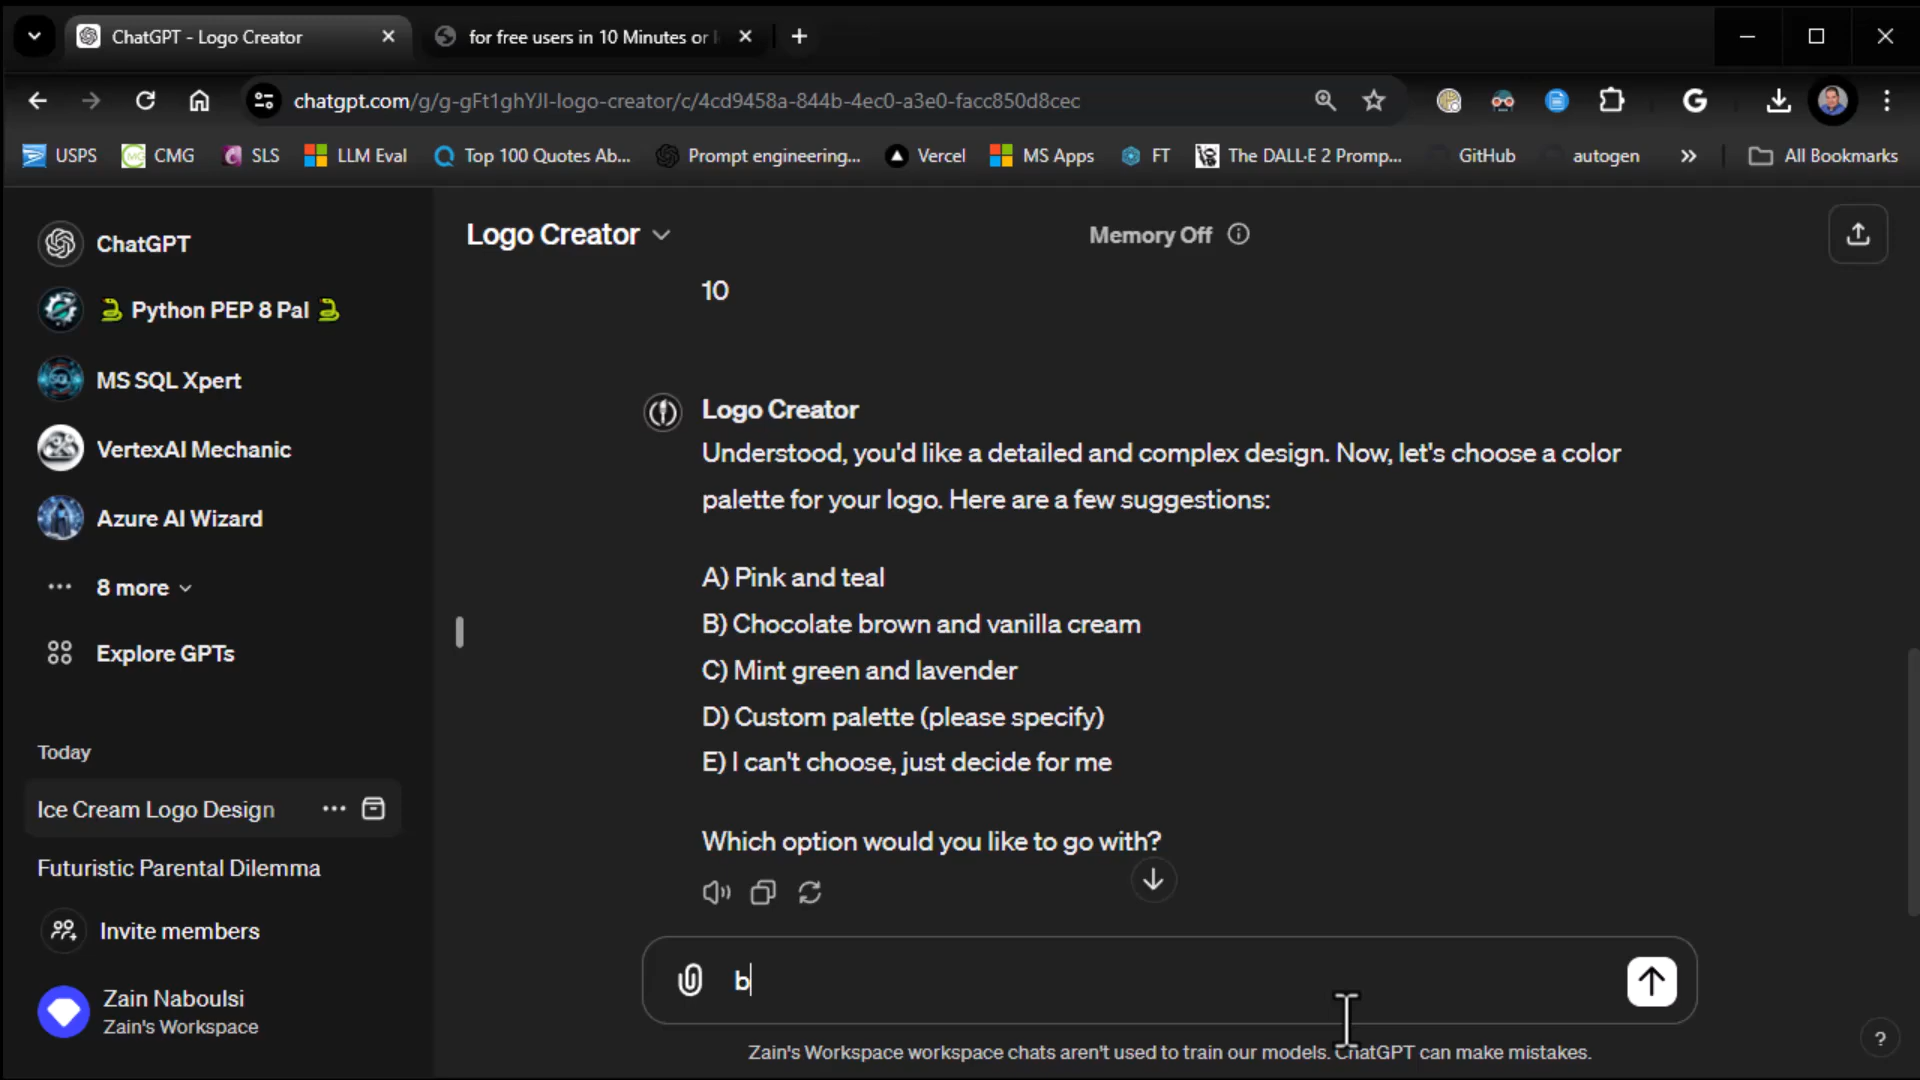 ChatGPT - Logo Creator
for free users in 10 Minutes or
chatgpt.com/g/g-gFt1ghYJl-logo-creator/c/4cd9458a-844b-4ec0-a3e0-facc850d8cec
USPS CMG SLS LLM Eval Top 100 Quotes Ab... Prompt engineering... Vercel MS Apps FT The DALL·E 2 Promp... GitHub autogen All Bookmarks
ChatGPT
Python PEP 8 Pal
MS SQL Xpert
VertexAI Mechanic
Azure AI Wizard
8 more
Explore GPTs
Today
Ice Cream Logo Design
Futuristic Parental Dilemma
Invite members
Zain Naboulsi
Zain's Workspace
Logo Creator
Memory Off
10
Logo Creator
Understood, you'd like a detailed and complex design. Now, let's choose a color
palette for your logo. Here are a few suggestions:
A) Pink and teal
B) Chocolate brown and vanilla cream
C) Mint green and lavender
D) Custom palette (please specify)
E) I can't choose, just decide for me
Which option would you like to go with?
b
Zain's Workspace workspace chats aren't used to train our models. ChatGPT can make mistakes.
?